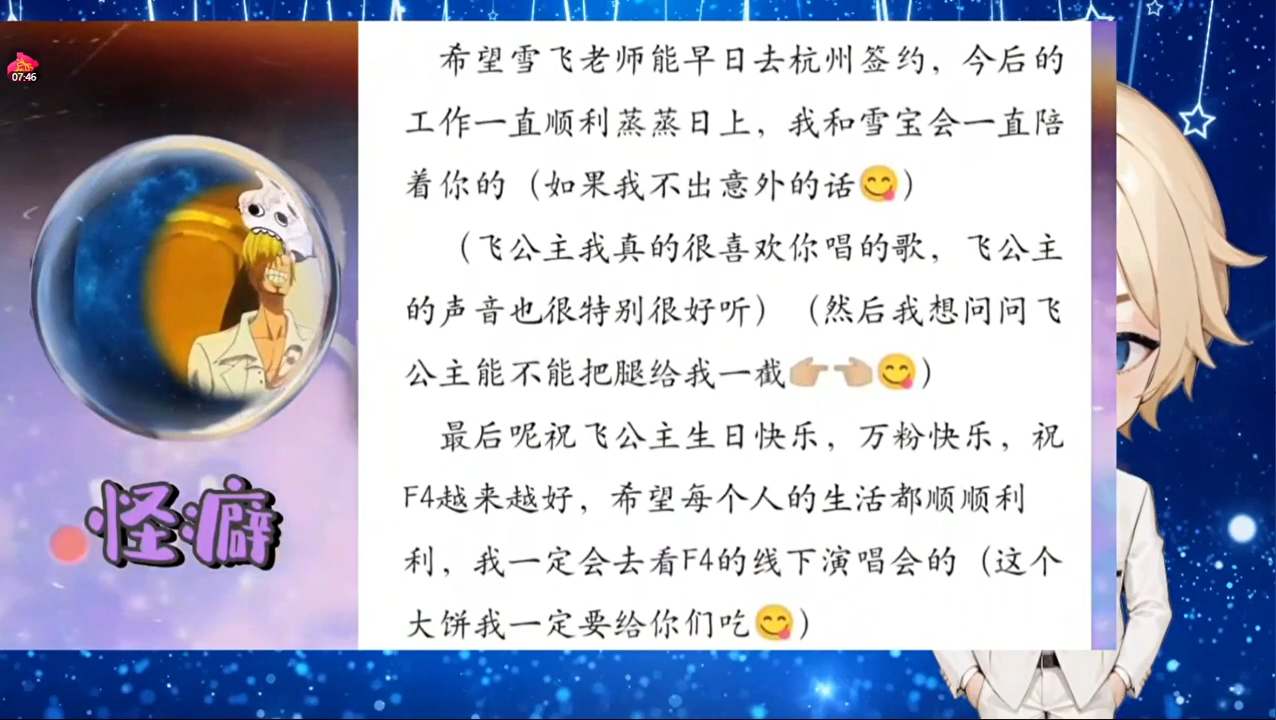 07:46
希望雪飞老师能早日去杭州签约，今后的
工作一直顺利蒸蒸日上，我和雪宝会一直陪
着你的（如果我不出意外的话😋）
（飞公主我真的很喜欢你唱的歌，飞公主
的声音也很特别很好听）（然后我想问问飞
公主能不能把腿给我一截👉🏼👈🏼😋）
最后呢祝飞公主生日快乐，万粉快乐，祝
F4越来越好，希望每个人的生活都顺顺利
利，我一定会去看F4的线下演唱会的（这个
大饼我一定要给你们吃😋）
怪癖